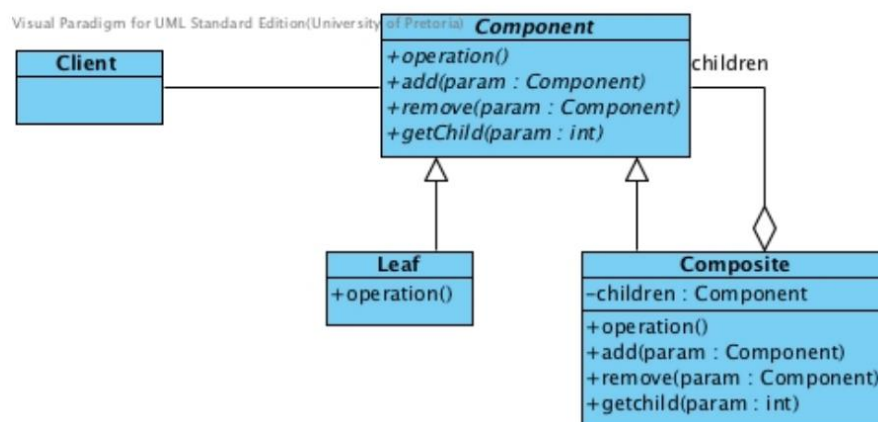 Visual Paradigm for UML Standard Edition(University of Pretoria)
Component
+operation()
+add(param : Component)
+remove(param : Component)
+getChild(param : int)
children
Client
Leaf
+operation()
Composite
-children : Component
+operation()
+add(param : Component)
+remove(param : Component)
+getchild(param : int)